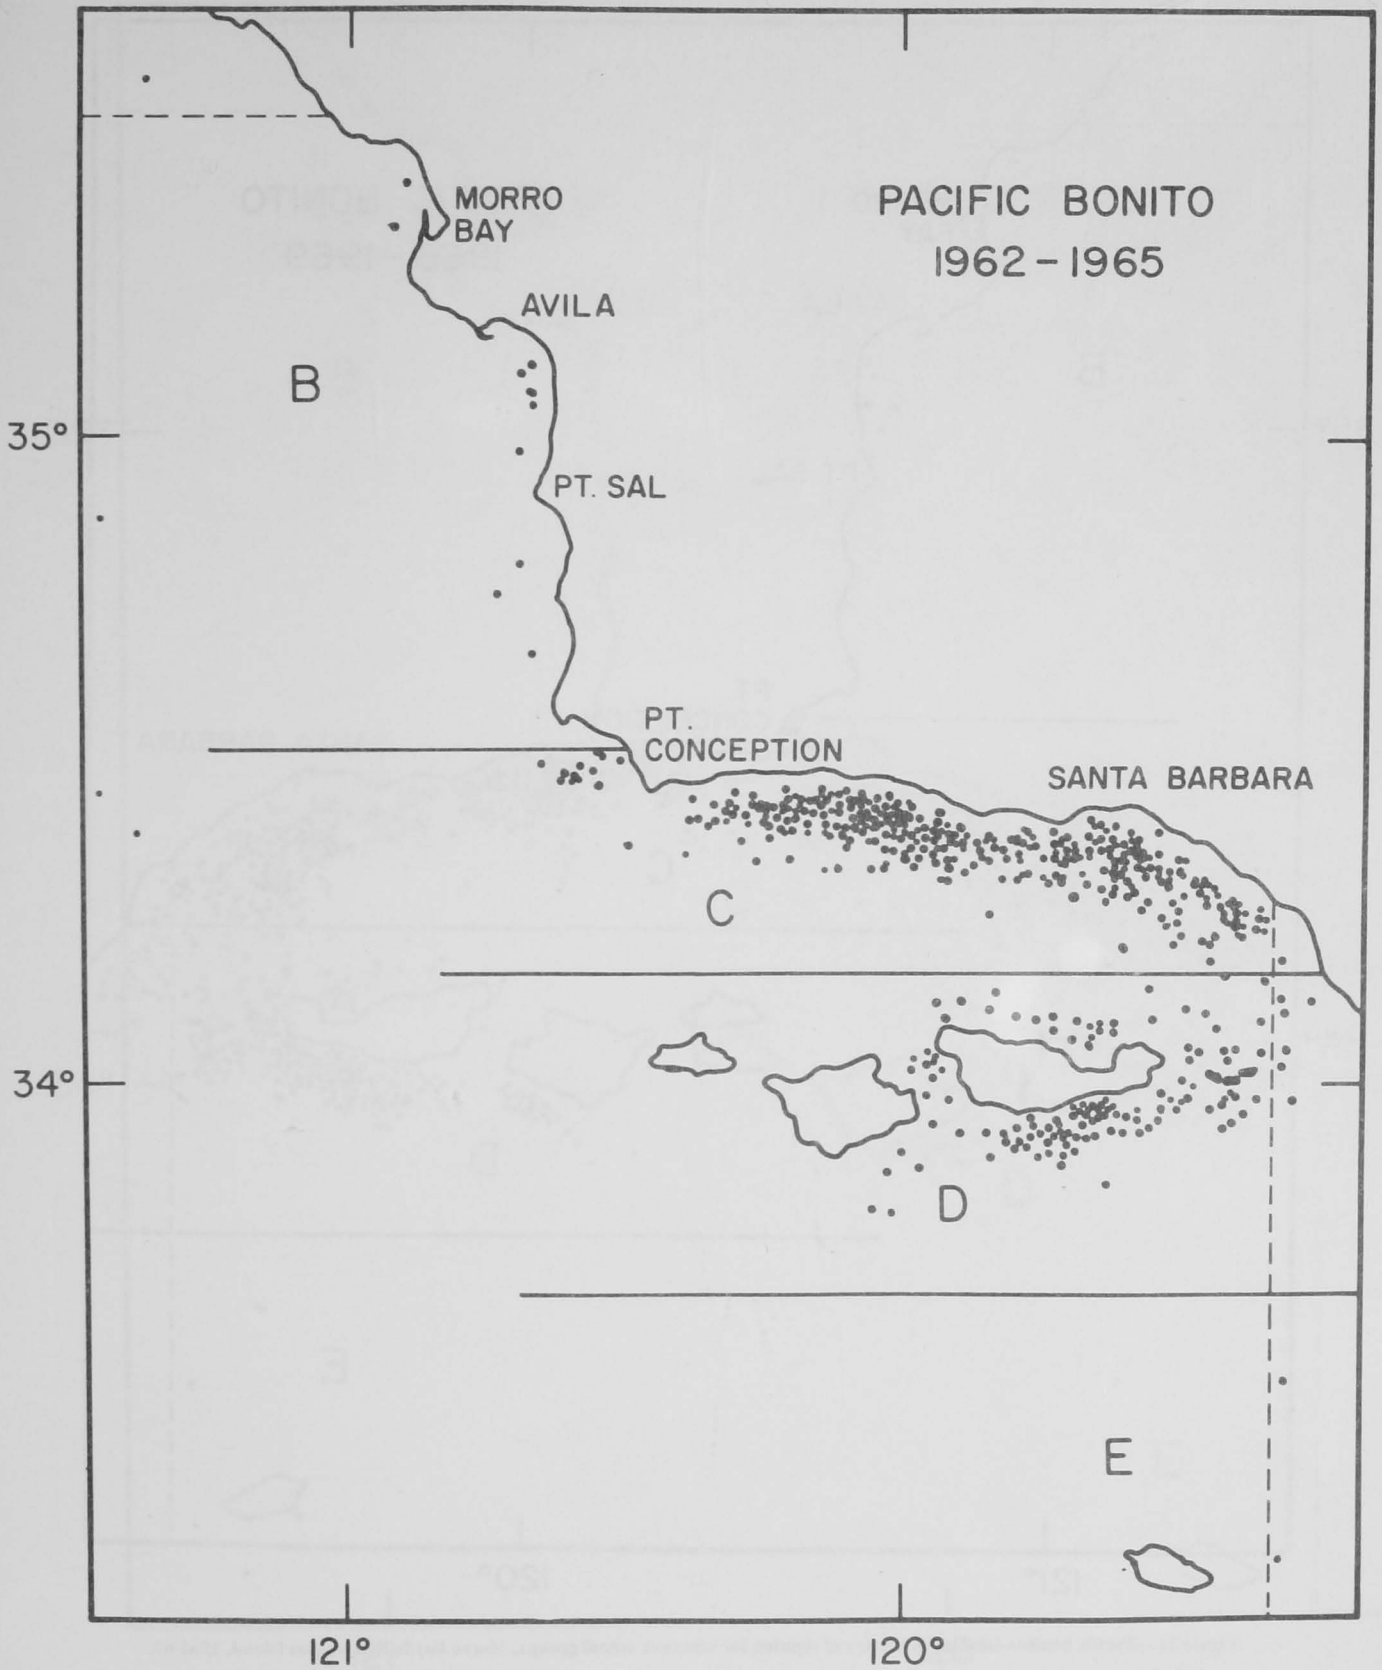 PACIFIC BONITO
1962-1965
MORRO
BAY
AVILA
B
35°
PT. SAL
PT.
CONCEPTION
SANTA BARBARA
C
34°
D
E
121°
120°